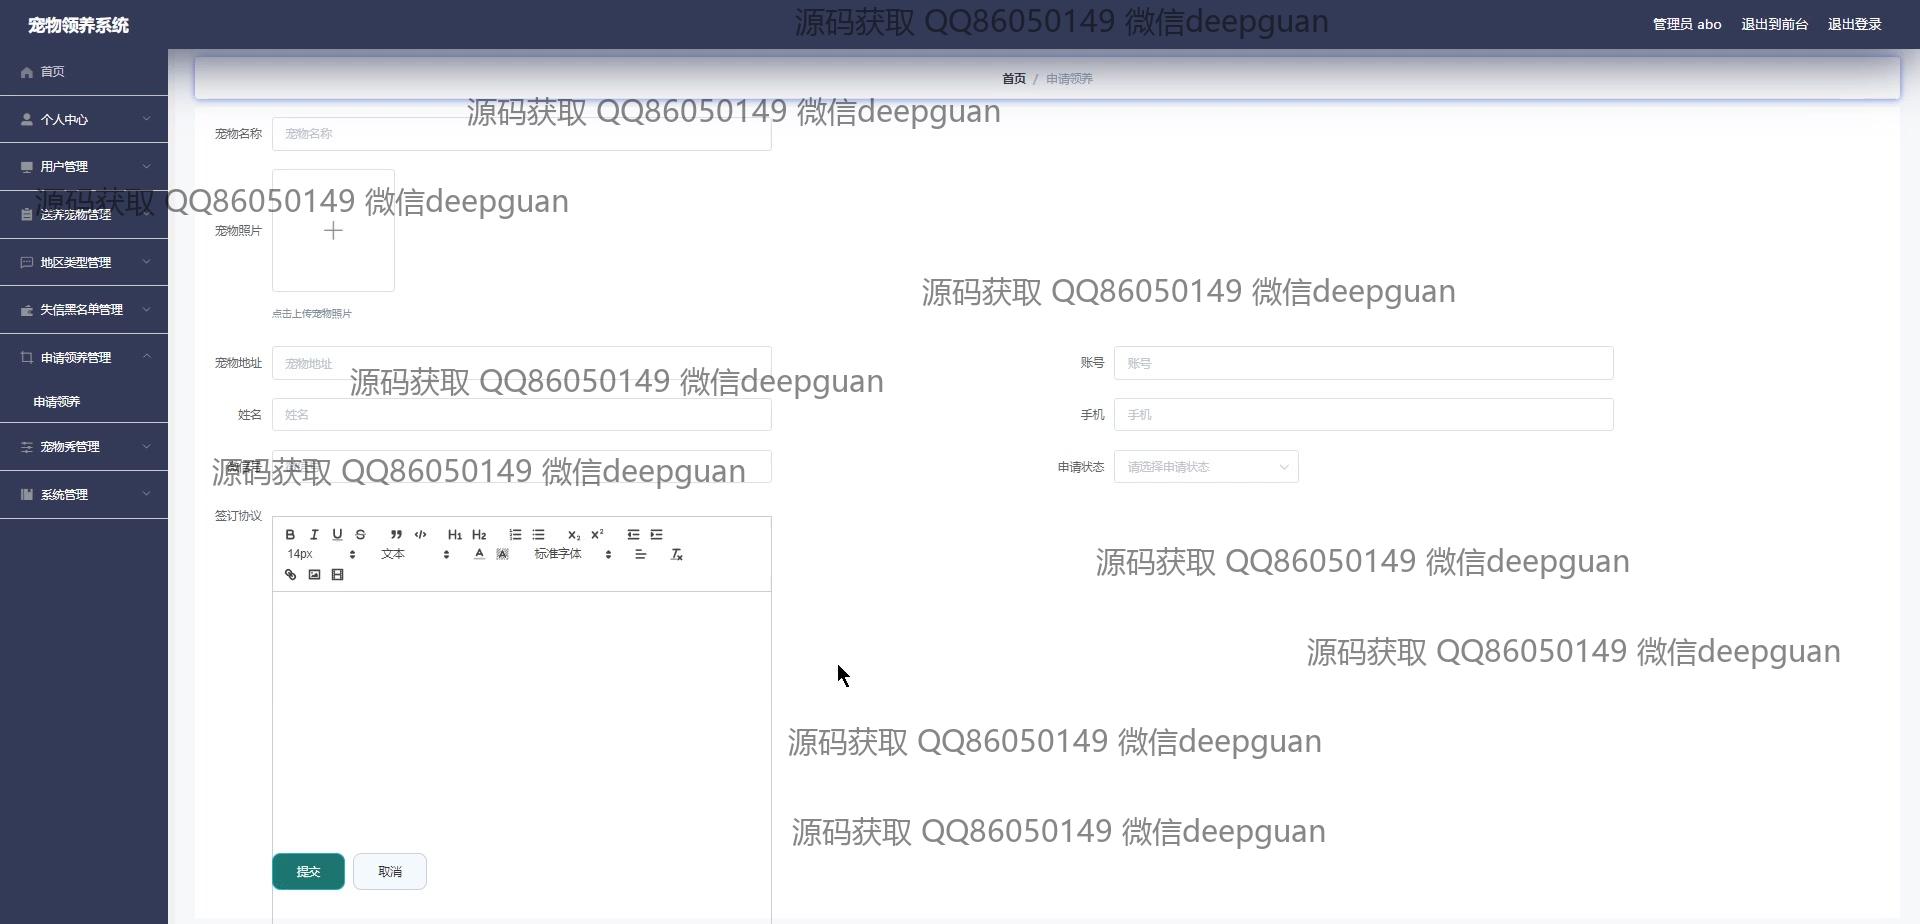 宠物领养系统
源码获取 QQ86050149 微信deepguan
管理员 abo 退出到前台 退出登录
首页
首页 / 申请领养
源码获取 QQ86050149 微信deepguan
个人中心
宠物名称 宠物名称
用户管理
源码获取 QQ86050149 微信deepguan
送养宠物管理
宠物照片
地区类型管理
源码获取 QQ86050149 微信deepguan
失信黑名单管理
点击上传宠物照片
申请领养管理
宠物地址 宠物地址 账号 账号
源码获取 QQ86050149 微信deepguan
申请领养
姓名 姓名 手机 手机
宠物秀管理
源码获取 QQ86050149 微信deepguan
申请状态 请选择申请状态
系统管理
签订协议
B I U S H1 H2 X2 X2
14px 文本 A A 标准字体 Tx
源码获取 QQ86050149 微信deepguan
源码获取 QQ86050149 微信deepguan
源码获取 QQ86050149 微信deepguan
源码获取 QQ86050149 微信deepguan
提交 取消